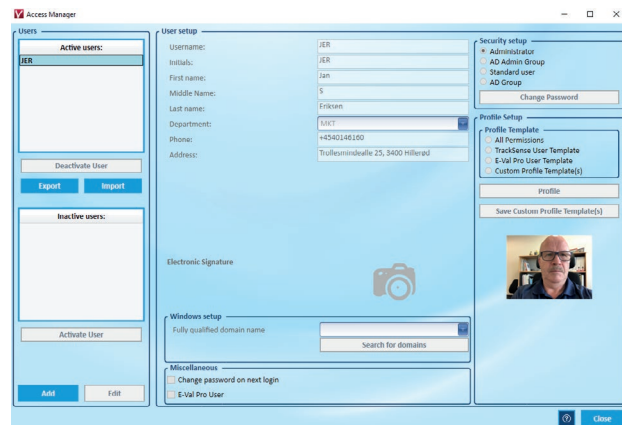 Access Manager
Users
Active users:
JER
Deactivate User
Export Import
Inactive users:
Activate User
Add Edit
User setup
Username: JER
Initials: JER
First name: Jan
Middle Name: S
Last name: Eriksen
Department: MKT
Phone: +4540146160
Address: Trollesmindealle 25, 3400 Hillerød
Electronic Signature
Windows setup
Fully qualified domain name
Search for domains
Miscellaneous
Change password on next login
E-Val Pro User
Security setup
Administrator
AD Admin Group
Standard user
AD Group
Change Password
Profile Setup
Profile Template
All Permissions
TrackSense User Template
E-Val Pro User Template
Custom Profile Template(s)
Profile
Save Custom Profile Template(s)
? Close